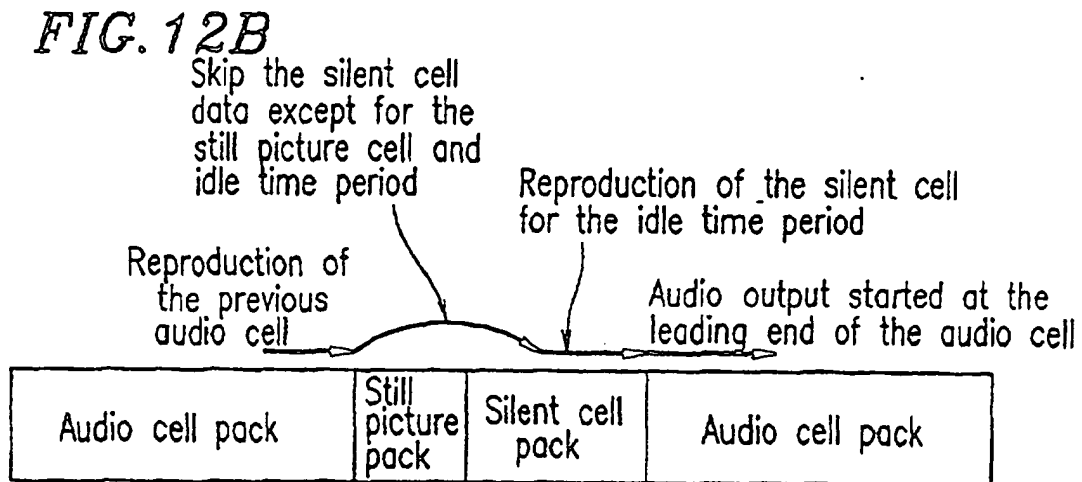 FIG. 12B
Skip the silent cell
data except for the
still picture cell and
idle time period
Reproduction of the silent cell
for the idle time period
Reproduction of
the previous
audio cell
Audio output started at the
leading end of the audio cell
Audio cell pack
Still
picture
pack
Silent cell
pack
Audio cell pack